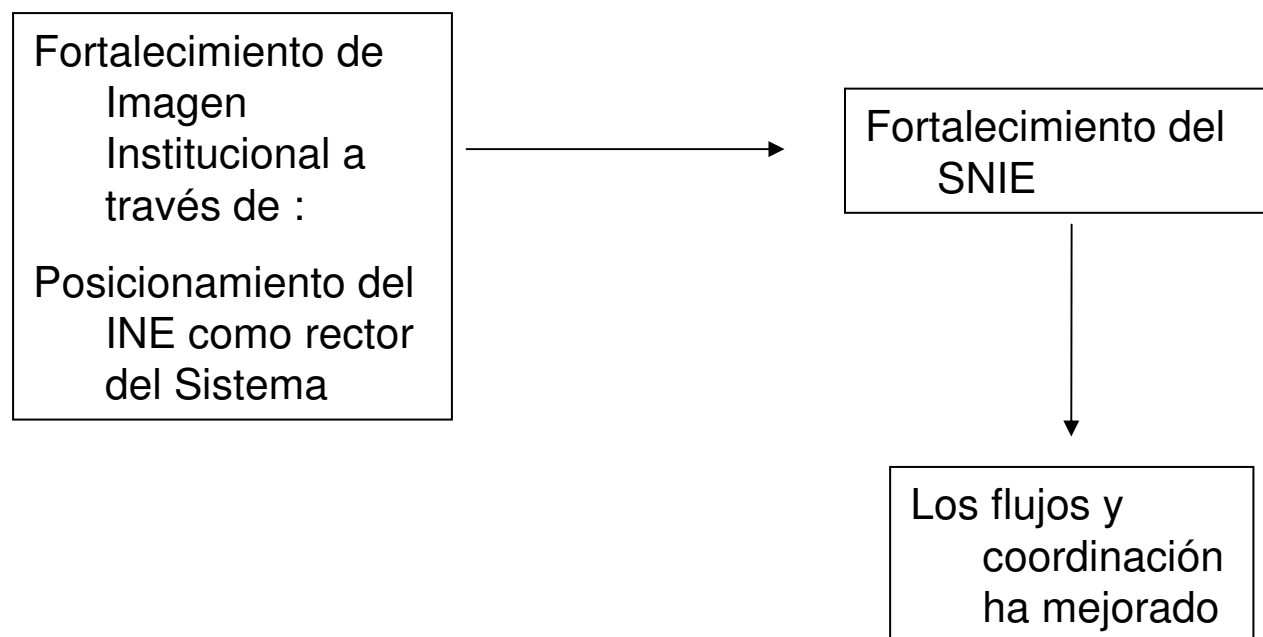 Fortalecimiento de
Imagen
Institucional a
través de :
Posicionamiento del
INE como rector
del Sistema
Fortalecimiento del
SNIE
Los flujos y
coordinación
ha mejorado